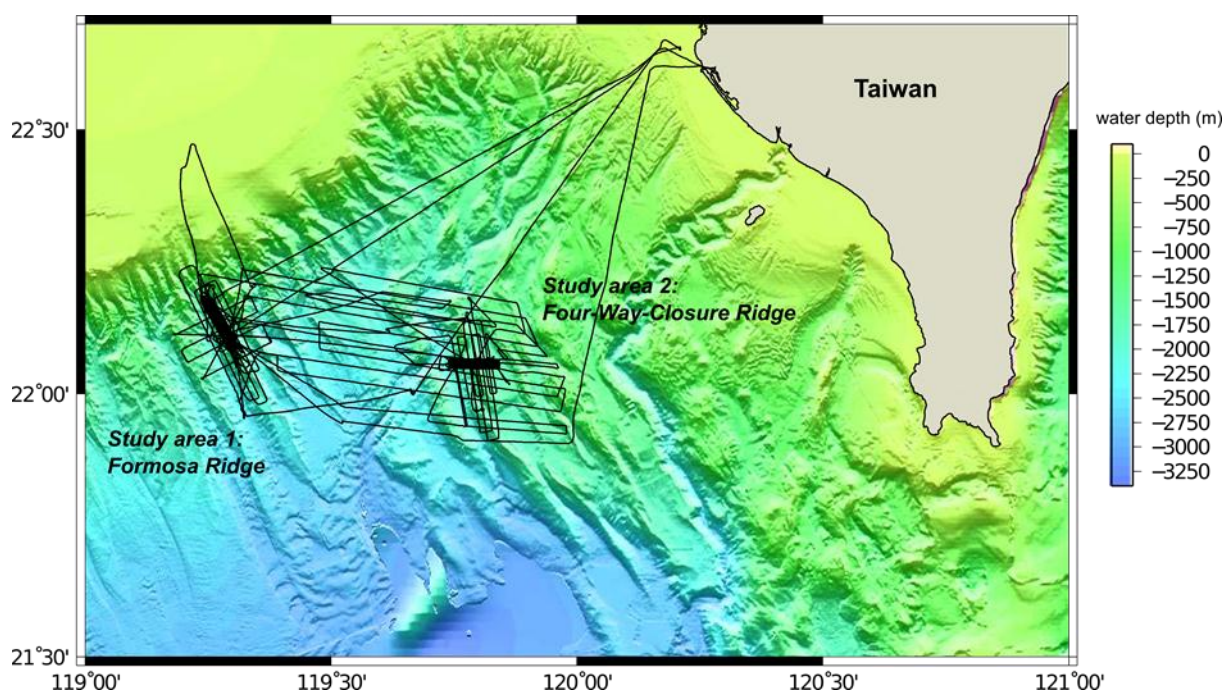 Taiwan
water depth (m)
0
−250
−500
−750
−1000
−1250
−1500
−1750
−2000
−2250
−2500
−2750
−3000
−3250
22°30'
Study area 2:
Four-Way-Closure Ridge
22°00'
Study area 1:
Formosa Ridge
21°30'
119°00' 119°30' 120°00' 120°30' 121°00'